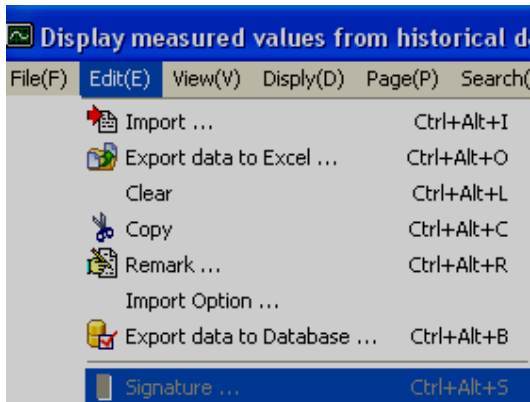 Display measured values from historical d
File(F) Edit(E) View(V) Disply(D) Page(P) Search(
Import ... Ctrl+Alt+I
Export data to Excel ... Ctrl+Alt+O
Clear Ctrl+Alt+L
Copy Ctrl+Alt+C
Remark ... Ctrl+Alt+R
Import Option ...
Export data to Database ... Ctrl+Alt+B
Signature ... Ctrl+Alt+S